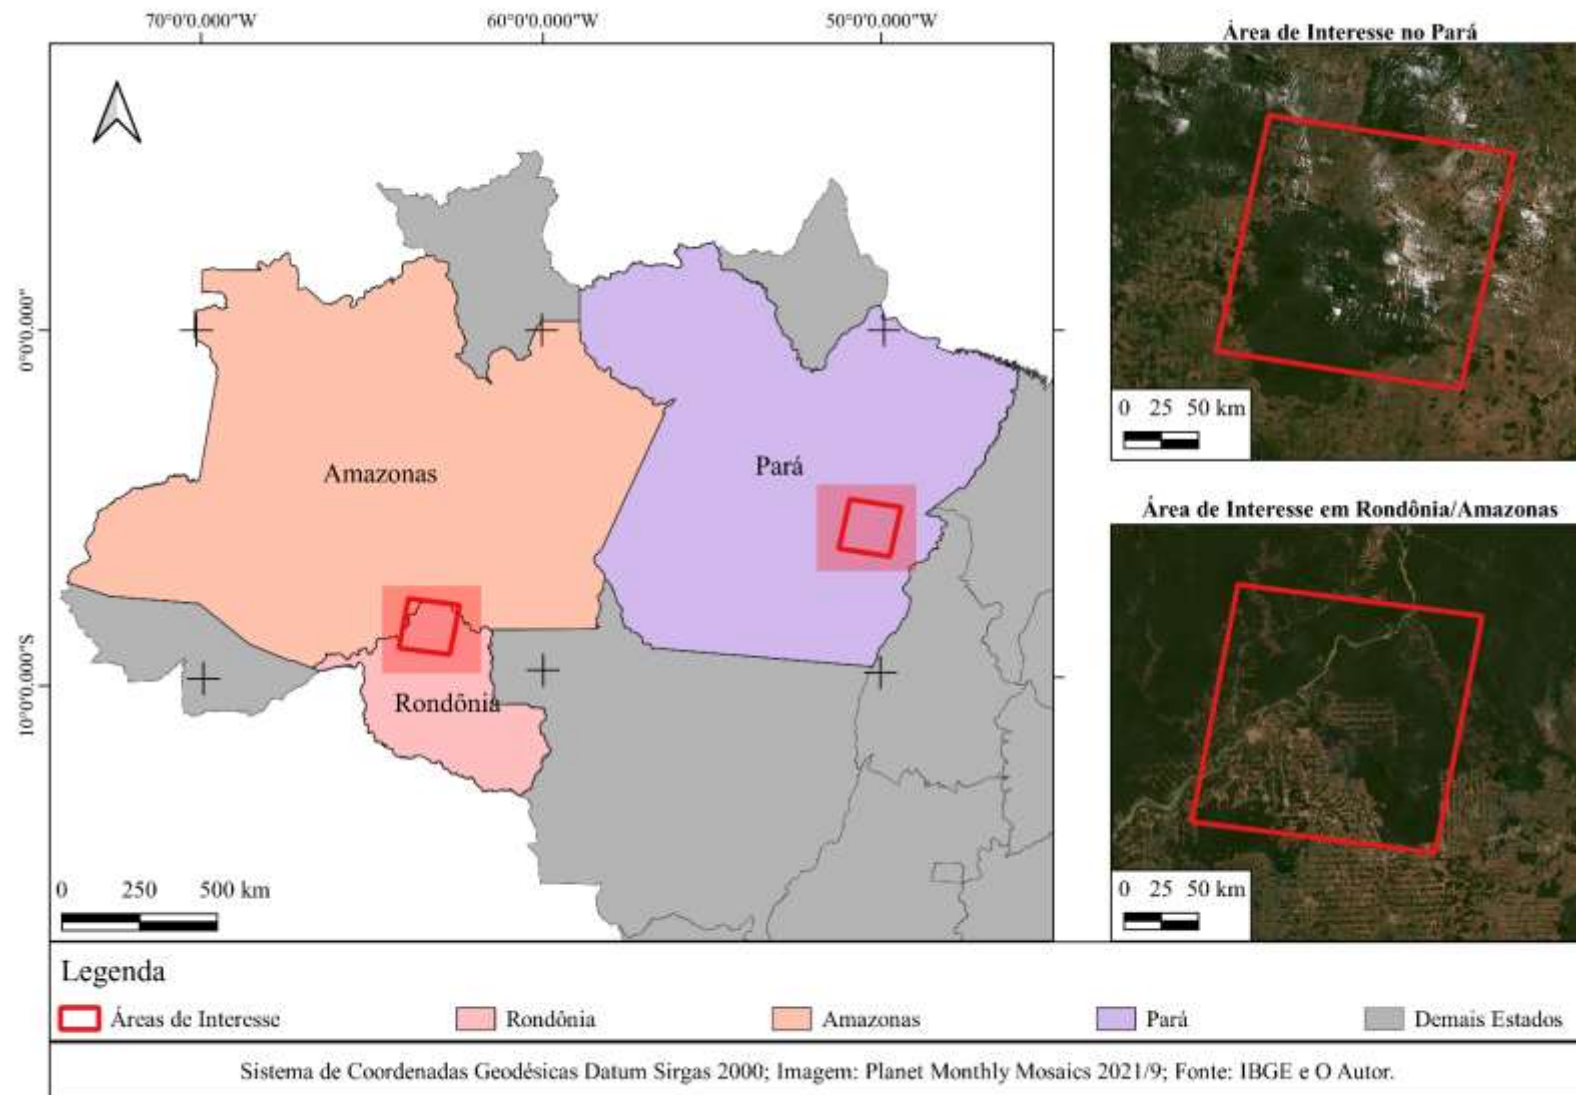 70°0'0.000"W
60°0'0.000"W
50°0'0.000"W
0°0'0.000"
10°0'0.000"S
Amazonas
Pará
Rondônia
0 250 500 km
Área de Interesse no Pará
0 25 50 km
Área de Interesse em Rondônia/Amazonas
0 25 50 km
Legenda
Áreas de Interesse
Rondônia
Amazonas
Pará
Demais Estados
Sistema de Coordenadas Geodésicas Datum Sirgas 2000; Imagem: Planet Monthly Mosaics 2021/9; Fonte: IBGE e O Autor.